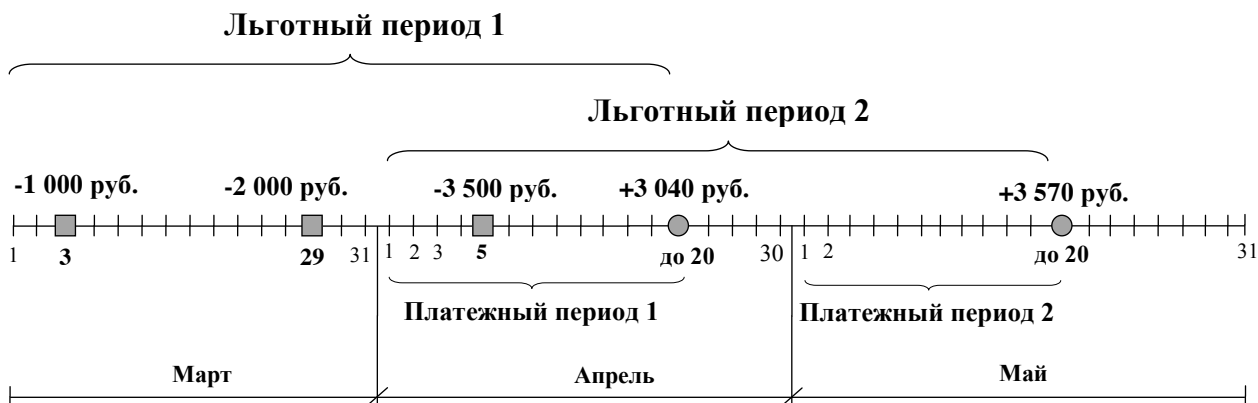 Льготный период 1
Льготный период 2
-1 000 руб. -2 000 руб. -3 500 руб. +3 040 руб. +3 570 руб.
1 3 29 31 1 2 3 5 до 20 30 1 2 до 20 31
Платежный период 1 Платежный период 2
Март Апрель Май